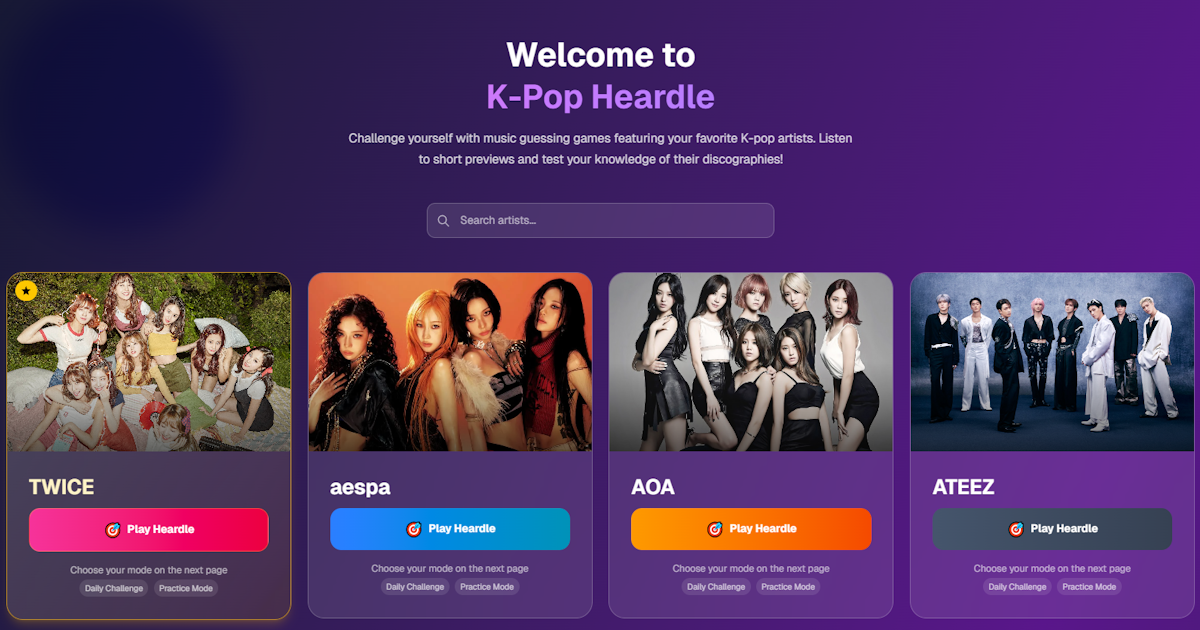 Welcome to
K-Pop Heardle
Challenge yourself with music guessing games featuring your favorite K-pop artists. Listen
to short previews and test your knowledge of their discographies!
Search artists...
TWICE
Play Heardle
Choose your mode on the next page
Daily Challenge Practice Mode
aespa
Play Heardle
Choose your mode on the next page
Daily Challenge Practice Mode
AOA
Play Heardle
Choose your mode on the next page
Daily Challenge Practice Mode
ATEEZ
Play Heardle
Choose your mode on the next page
Daily Challenge Practice Mode